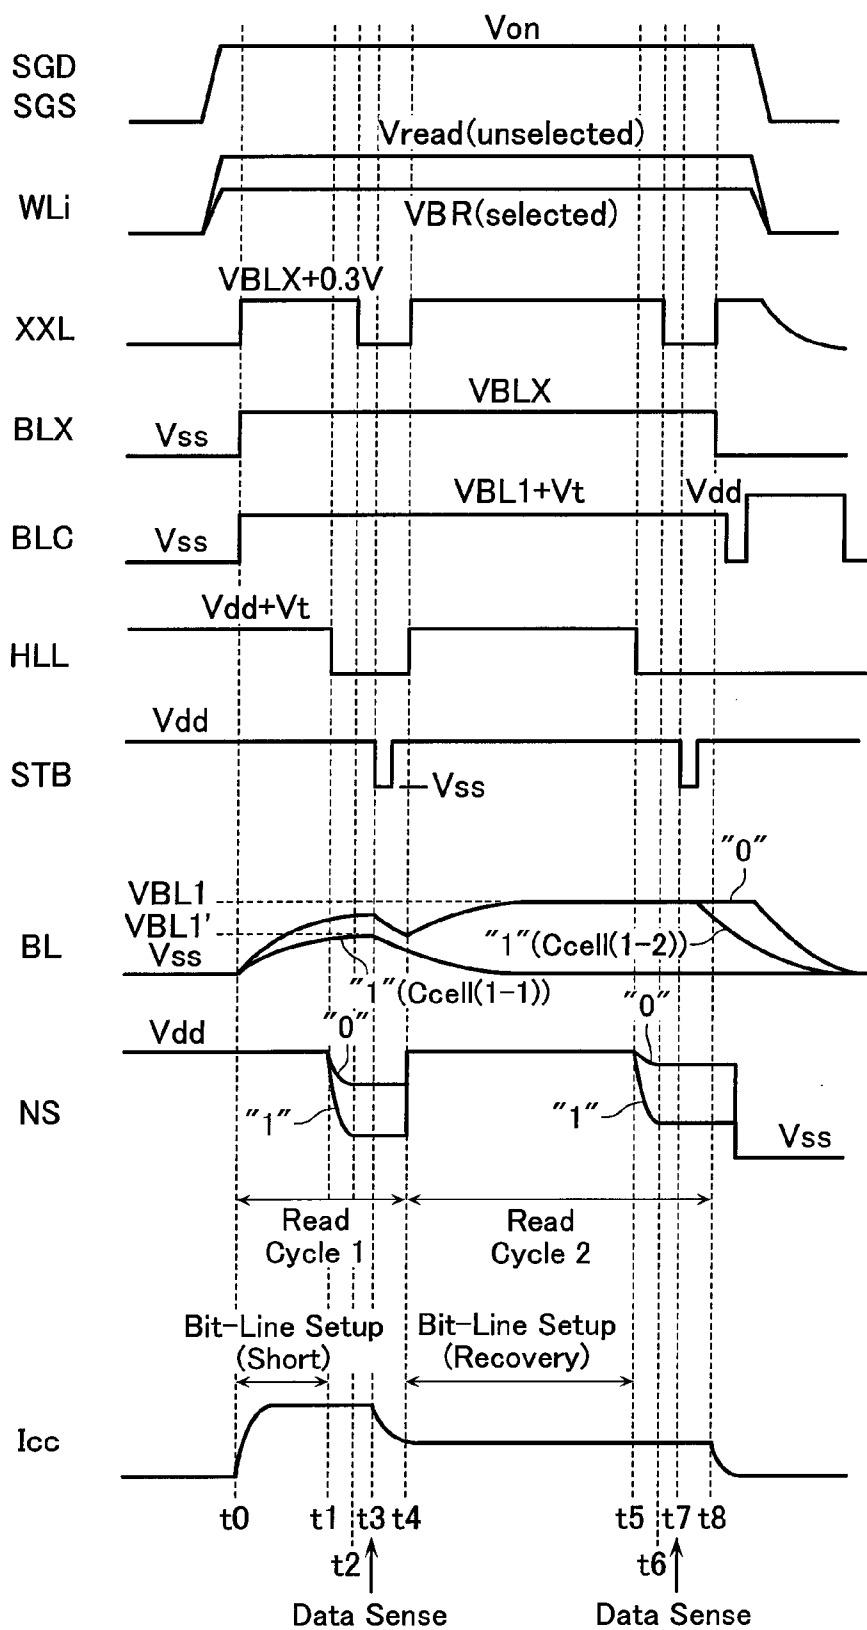 Von
SGD
SGS
Vread(unselected)
WLi
VBR(selected)
VBLX+0.3V
XXL
VBLX
BLX
Vss
VBL1+Vt
Vdd
BLC
Vss
Vdd+Vt
HLL
Vdd
STB
Vss
"0"
VBL1
VBL1'
BL
Vss
"1"(Ccell(1-2))
"1"(Ccell(1-1))
Vdd
"0"
"0"
NS
"1"
"1"
Vss
Read
Cycle 1
Read
Cycle 2
Bit-Line Setup
(Short)
Bit-Line Setup
(Recovery)
Icc
t0 t1 t3 t4 t5 t7 t8
t2 t6
Data Sense Data Sense